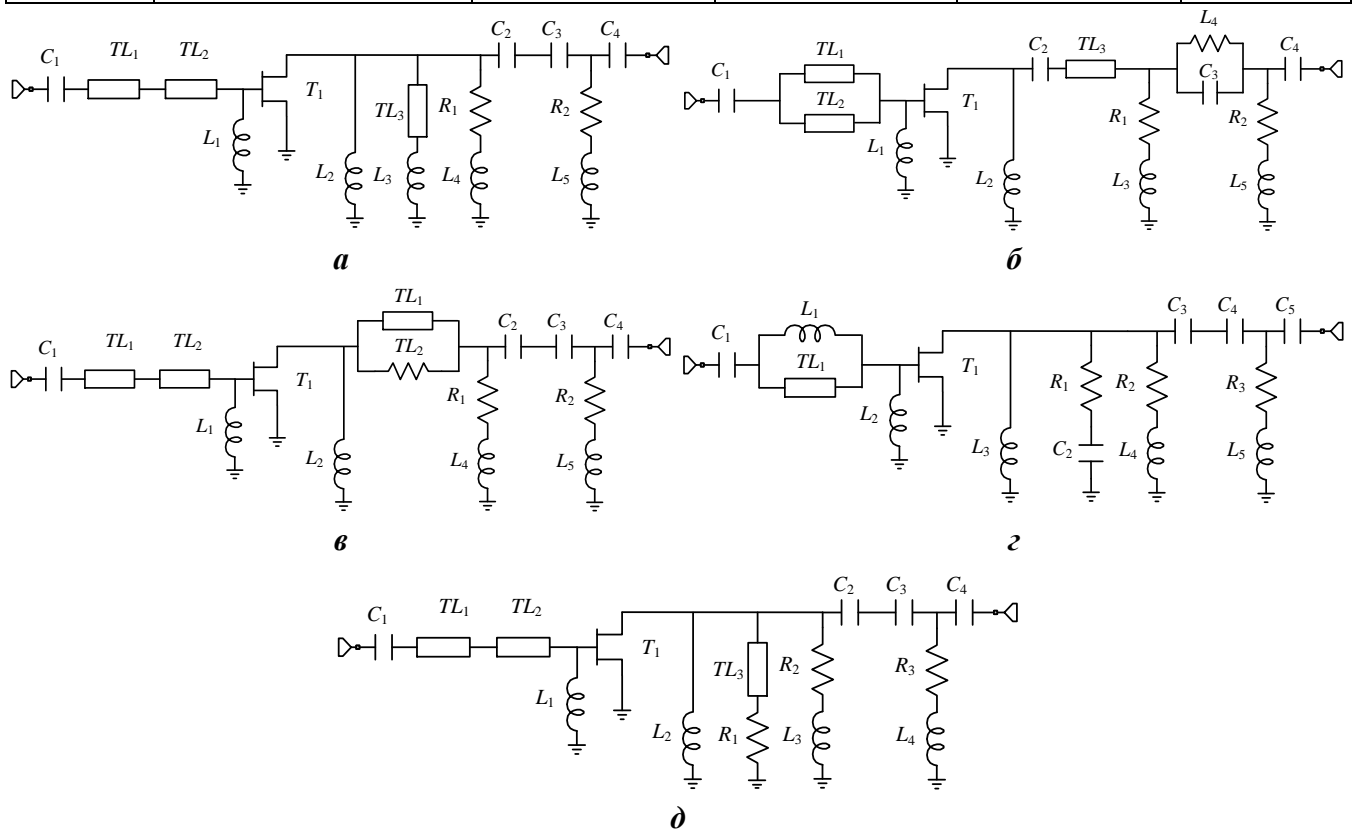 C1 TL1 TL2 T1 L1 L2 TL3 L3 R1 L4 C2 C3 C4 R2 L5
а
C1 TL1 TL2 L1 T1 L2 C2 TL3 R1 L3 L4 C3 R2 L5 C4
б
C1 TL1 TL2 L1 T1 L2 TL1 TL2 R1 L4 C2 C3 C4 R2 L5
в
C1 L1 TL1 L2 T1 L3 R1 C2 R2 L4 C3 C4 C5 R3 L5
г
C1 TL1 TL2 L1 T1 L2 TL3 R1 R2 L3 C2 C3 C4 R3 L4
д